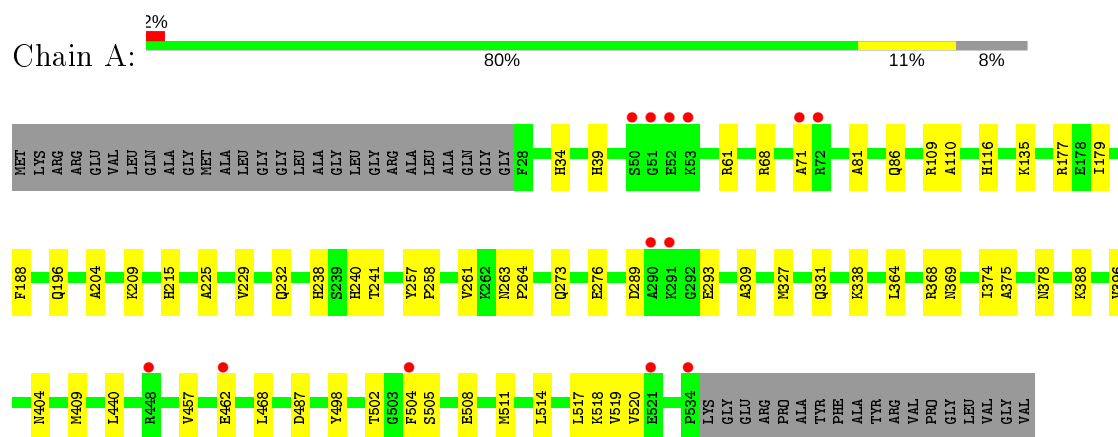 2%
Chain A:
80% 11% 8%
MET LYS ARG ARG GLU VAL LEU GLN ALA GLY MET ALA LEU GLY GLY LEU ALA GLY LEU GLY ARG ALA LEU ALA GLN GLY GLY F28 H34 H39 S50 G51 E52 K53 R61 R68 A71 R72 A81 Q86 R109 A110 H116 K135 R177 E178 I179
F188 Q196 A204 K209 H215 A225 V229 Q232 H238 S239 H240 T241 Y257 P258 V261 K262 N263 P264 Q273 E276 D289 A290 K291 G292 E293 A309 M327 Q331 K338 L364 R368 N369 I374 A375 N378 K388
N404 M409 L440 R448 V457 E462 L468 D487 Y498 T502 G503 F504 S505 E508 M511 L514 L517 K518 V519 V520 E521 P534 LYS GLY GLU ARG PRO ALA TYR PHE ALA TYR ARG VAL PRO GLY LEU VAL GLY VAL